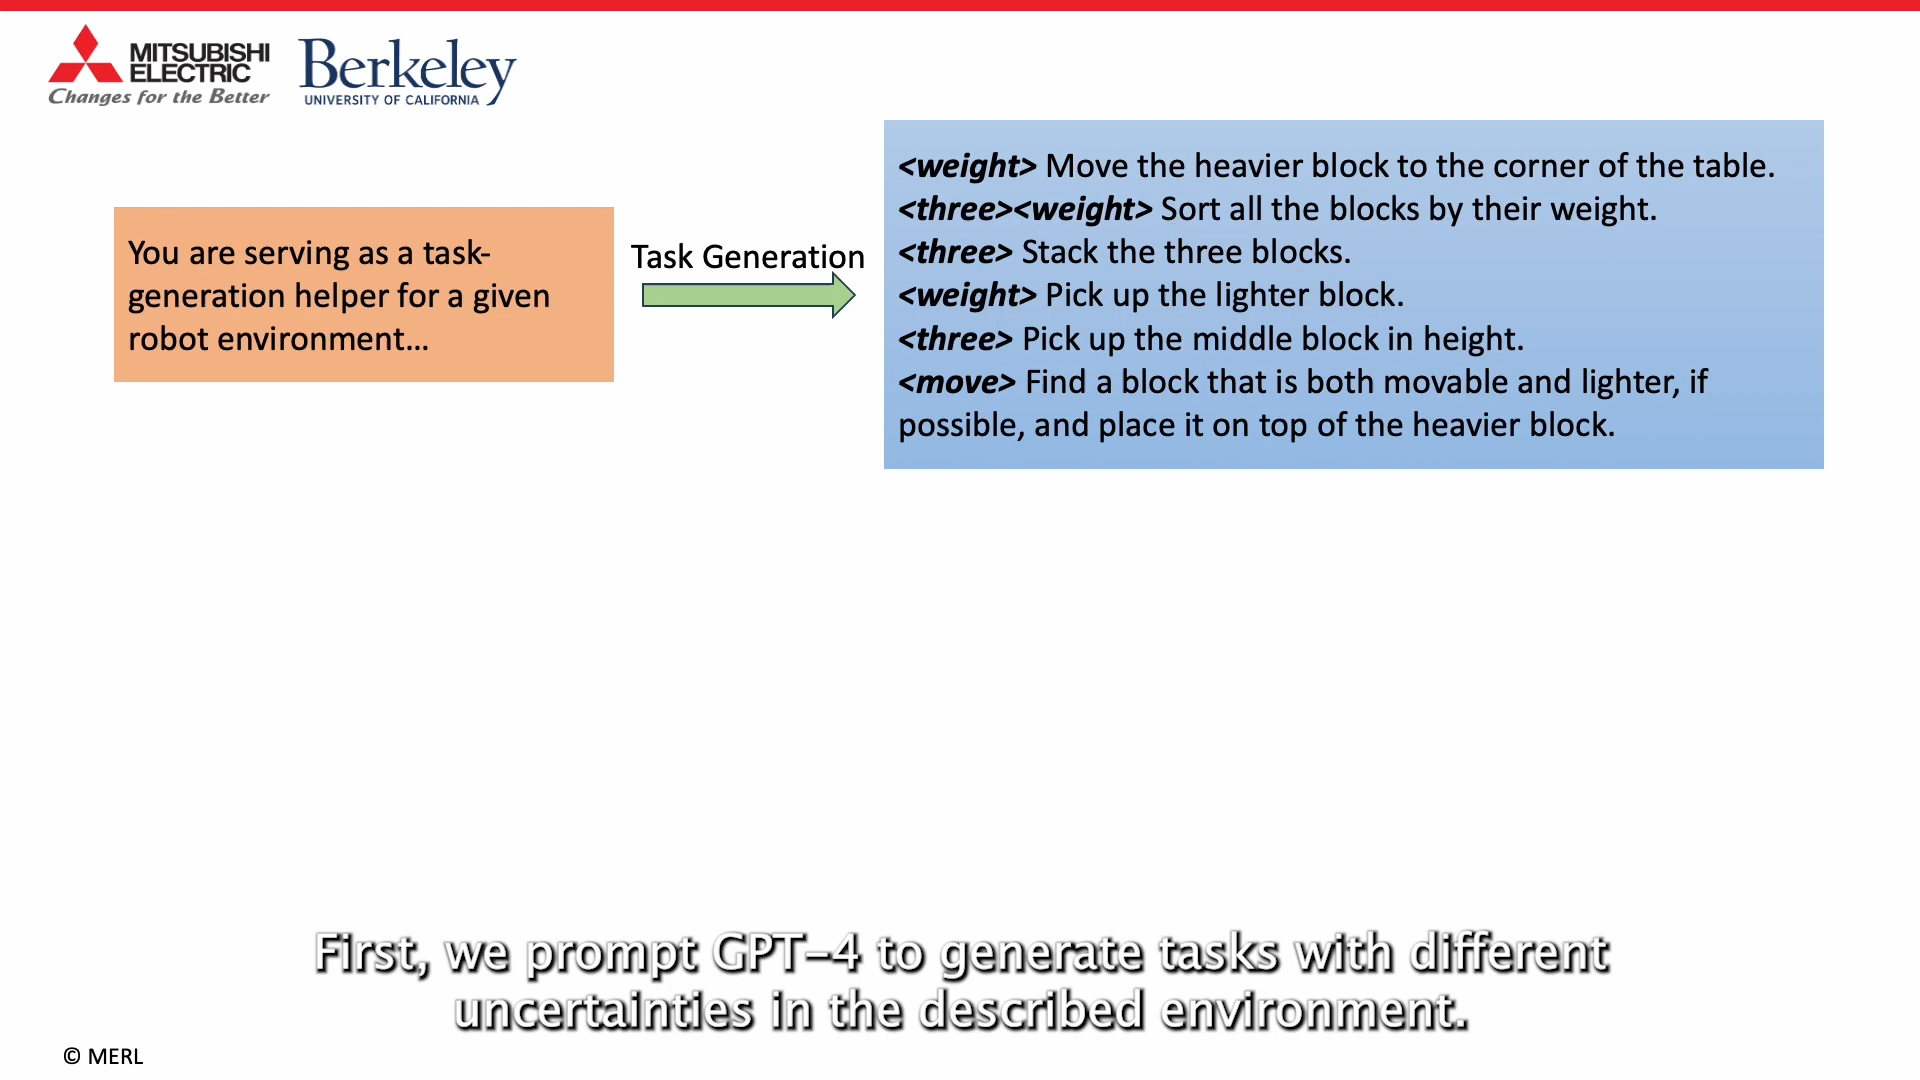 MITSUBISHI
ELECTRIC
Changes for the Better
Berkeley
UNIVERSITY OF CALIFORNIA
You are serving as a task-
generation helper for a given
robot environment…
Task Generation
<weight> Move the heavier block to the corner of the table.
<three><weight> Sort all the blocks by their weight.
<three> Stack the three blocks.
<weight> Pick up the lighter block.
<three> Pick up the middle block in height.
<move> Find a block that is both movable and lighter, if
possible, and place it on top of the heavier block.
First, we prompt GPT-4 to generate tasks with different
uncertainties in the described environment.
© MERL